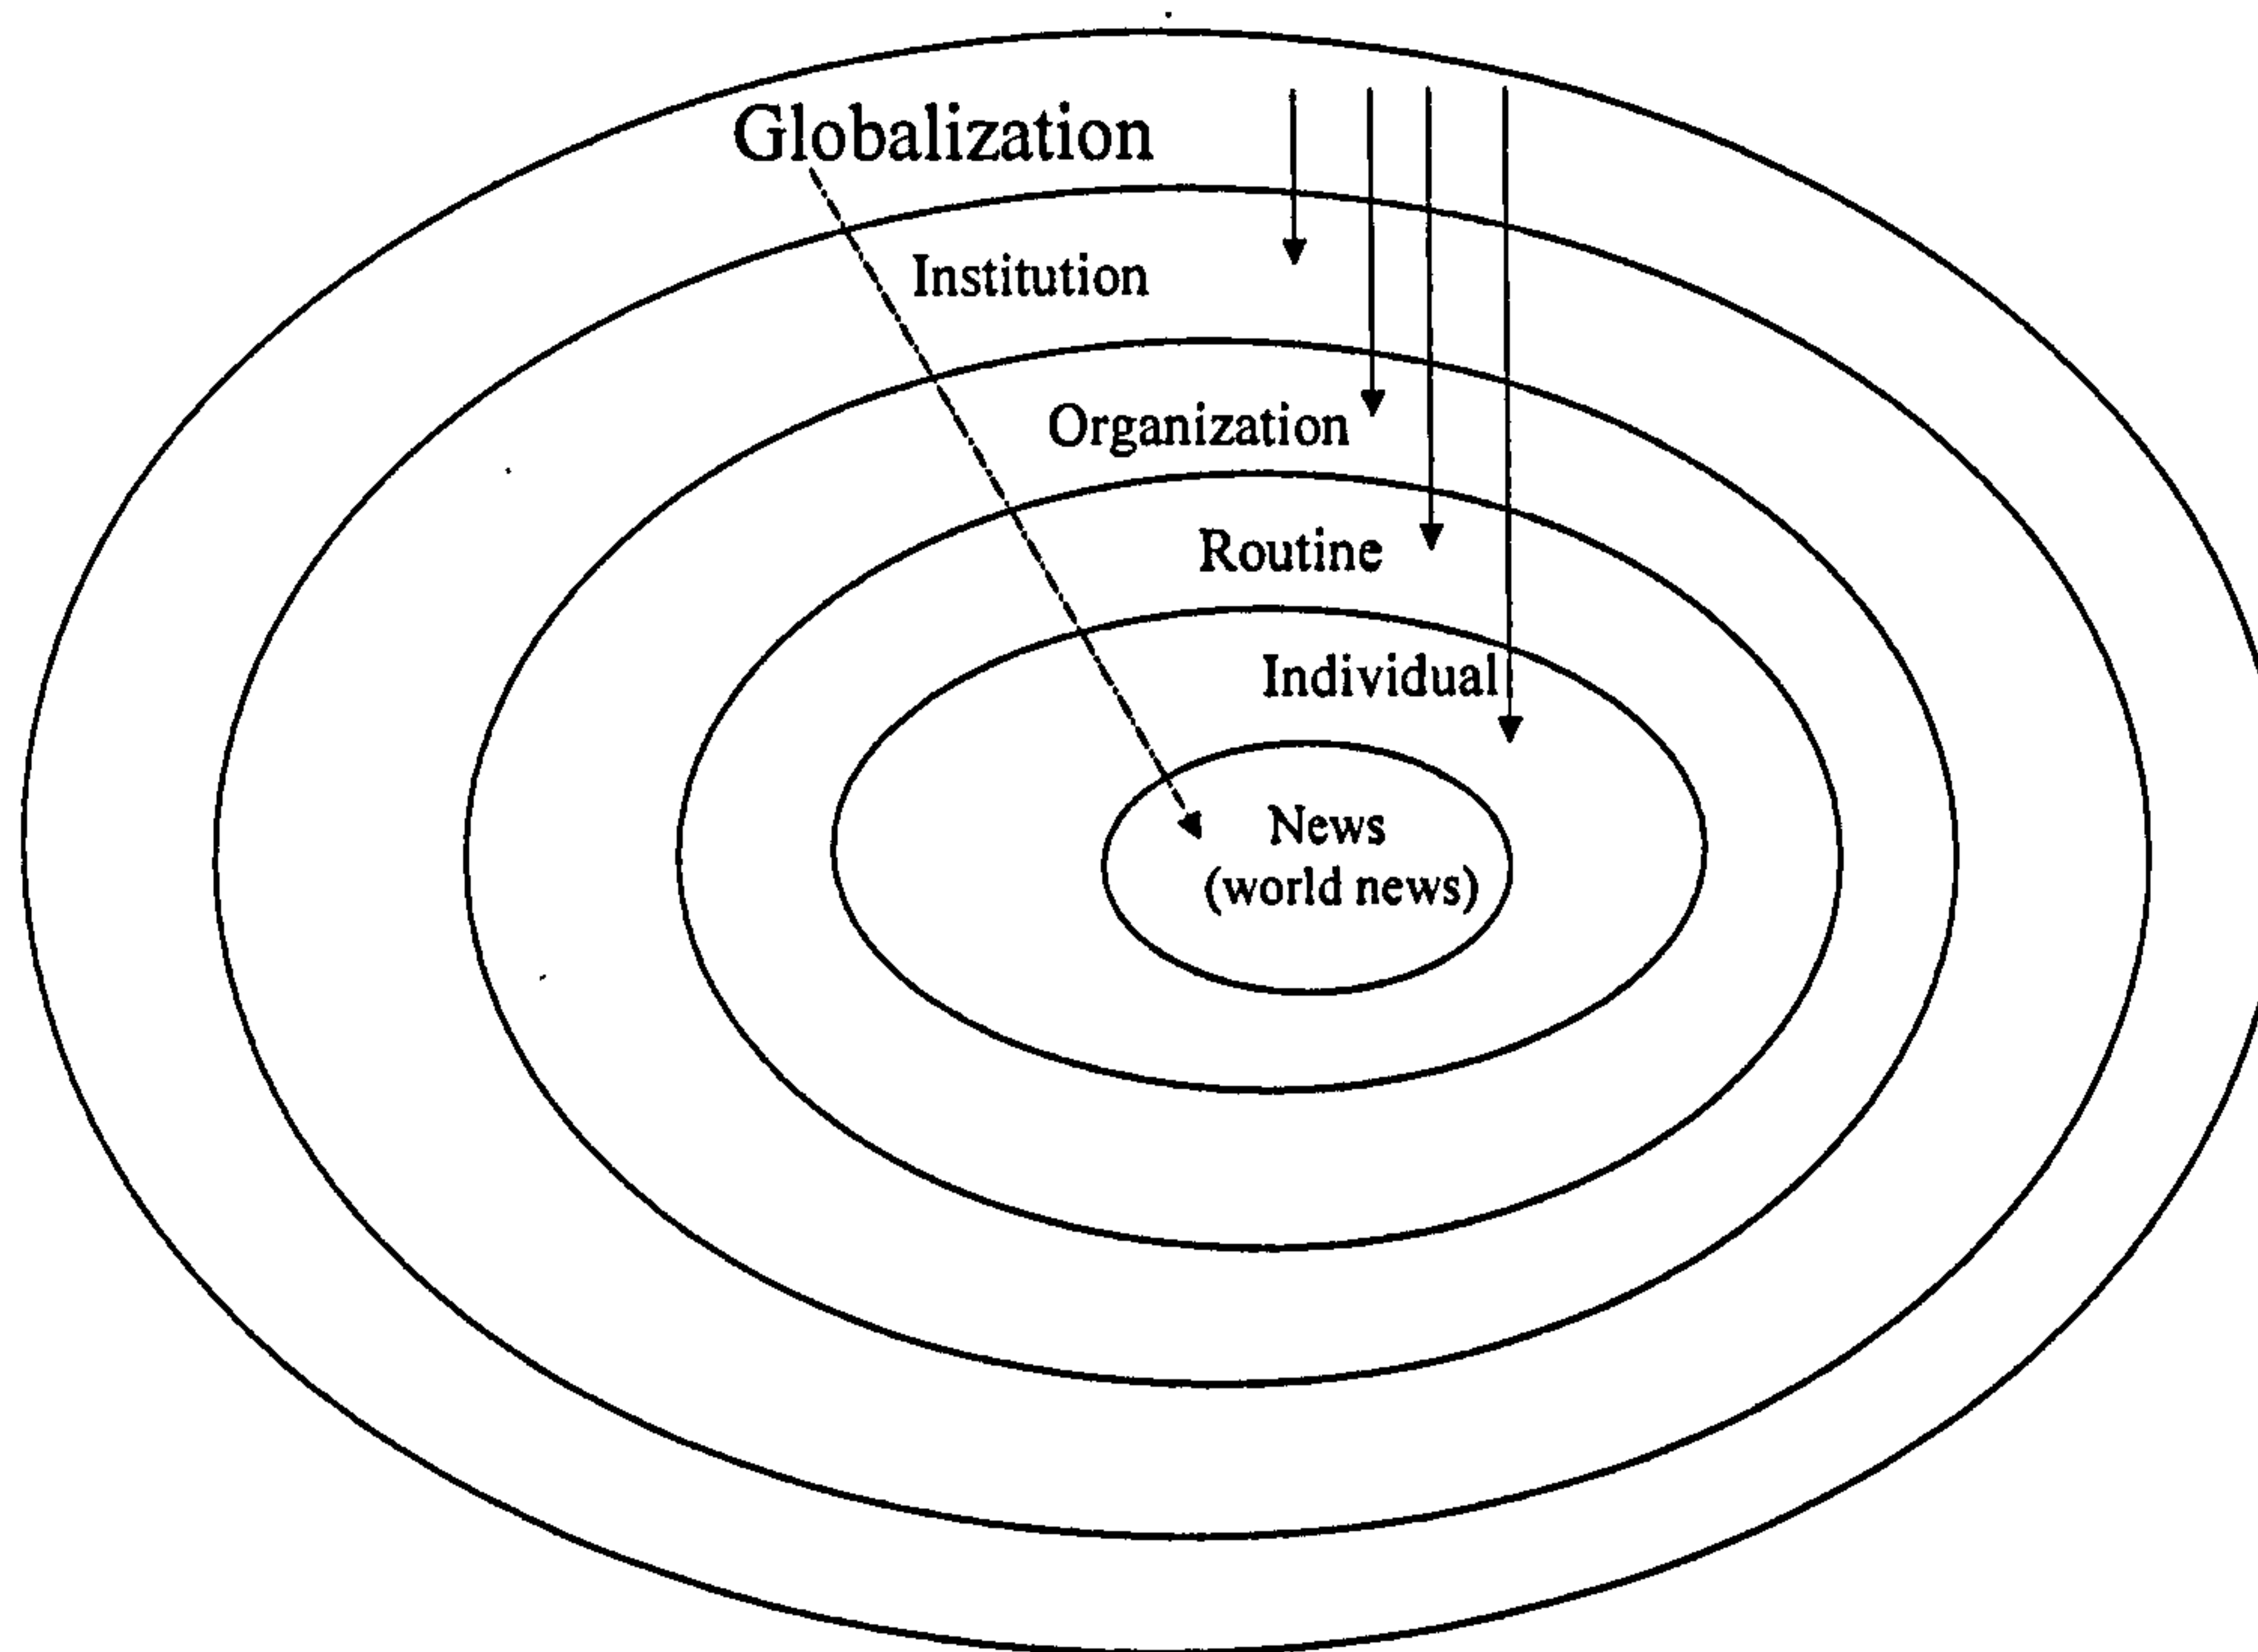 Globalization
Institution
Organization
Routine
Individual
News
(world news)